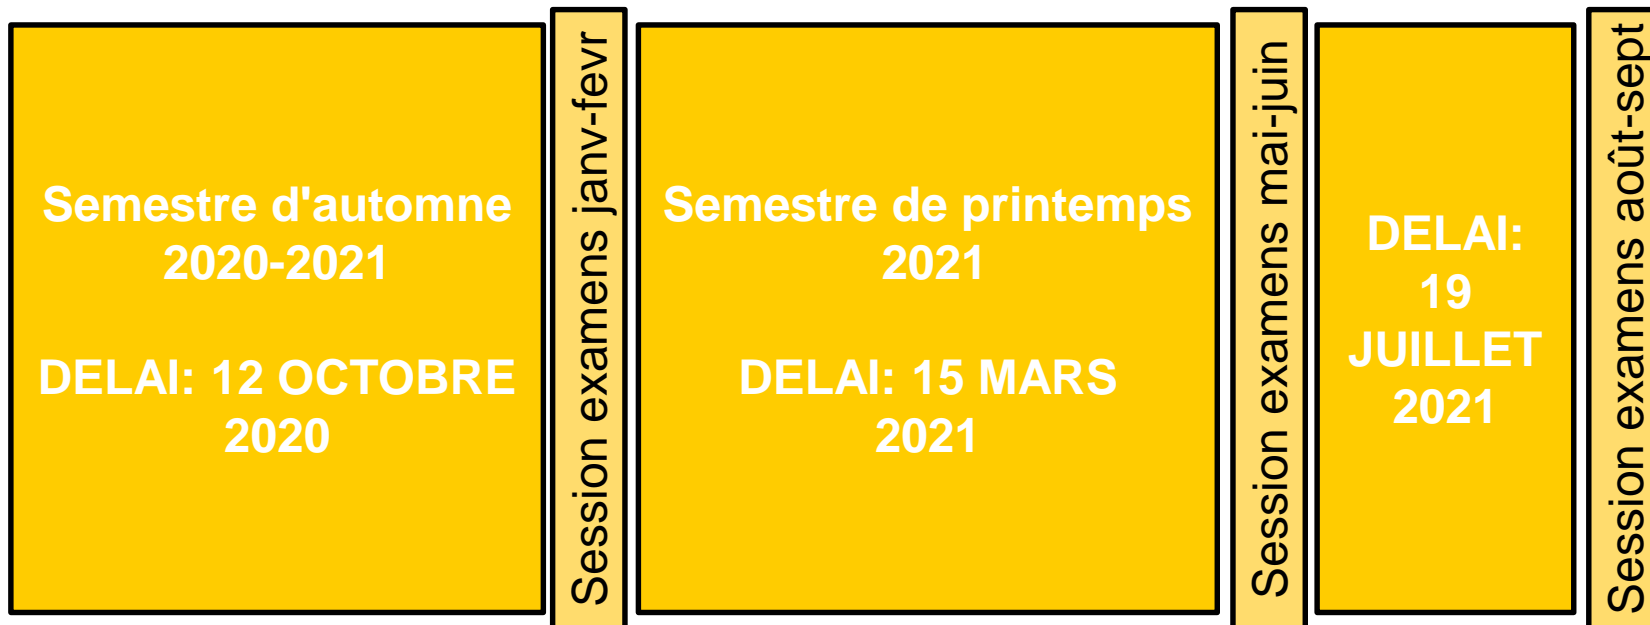 Semestre d'automne
2020-2021
DELAI: 12 OCTOBRE
2020
Session examens janv-fevr
Semestre de printemps
2021
DELAI: 15 MARS
2021
Session examens mai-juin
DELAI:
19
JUILLET
2021
Session examens août-sept